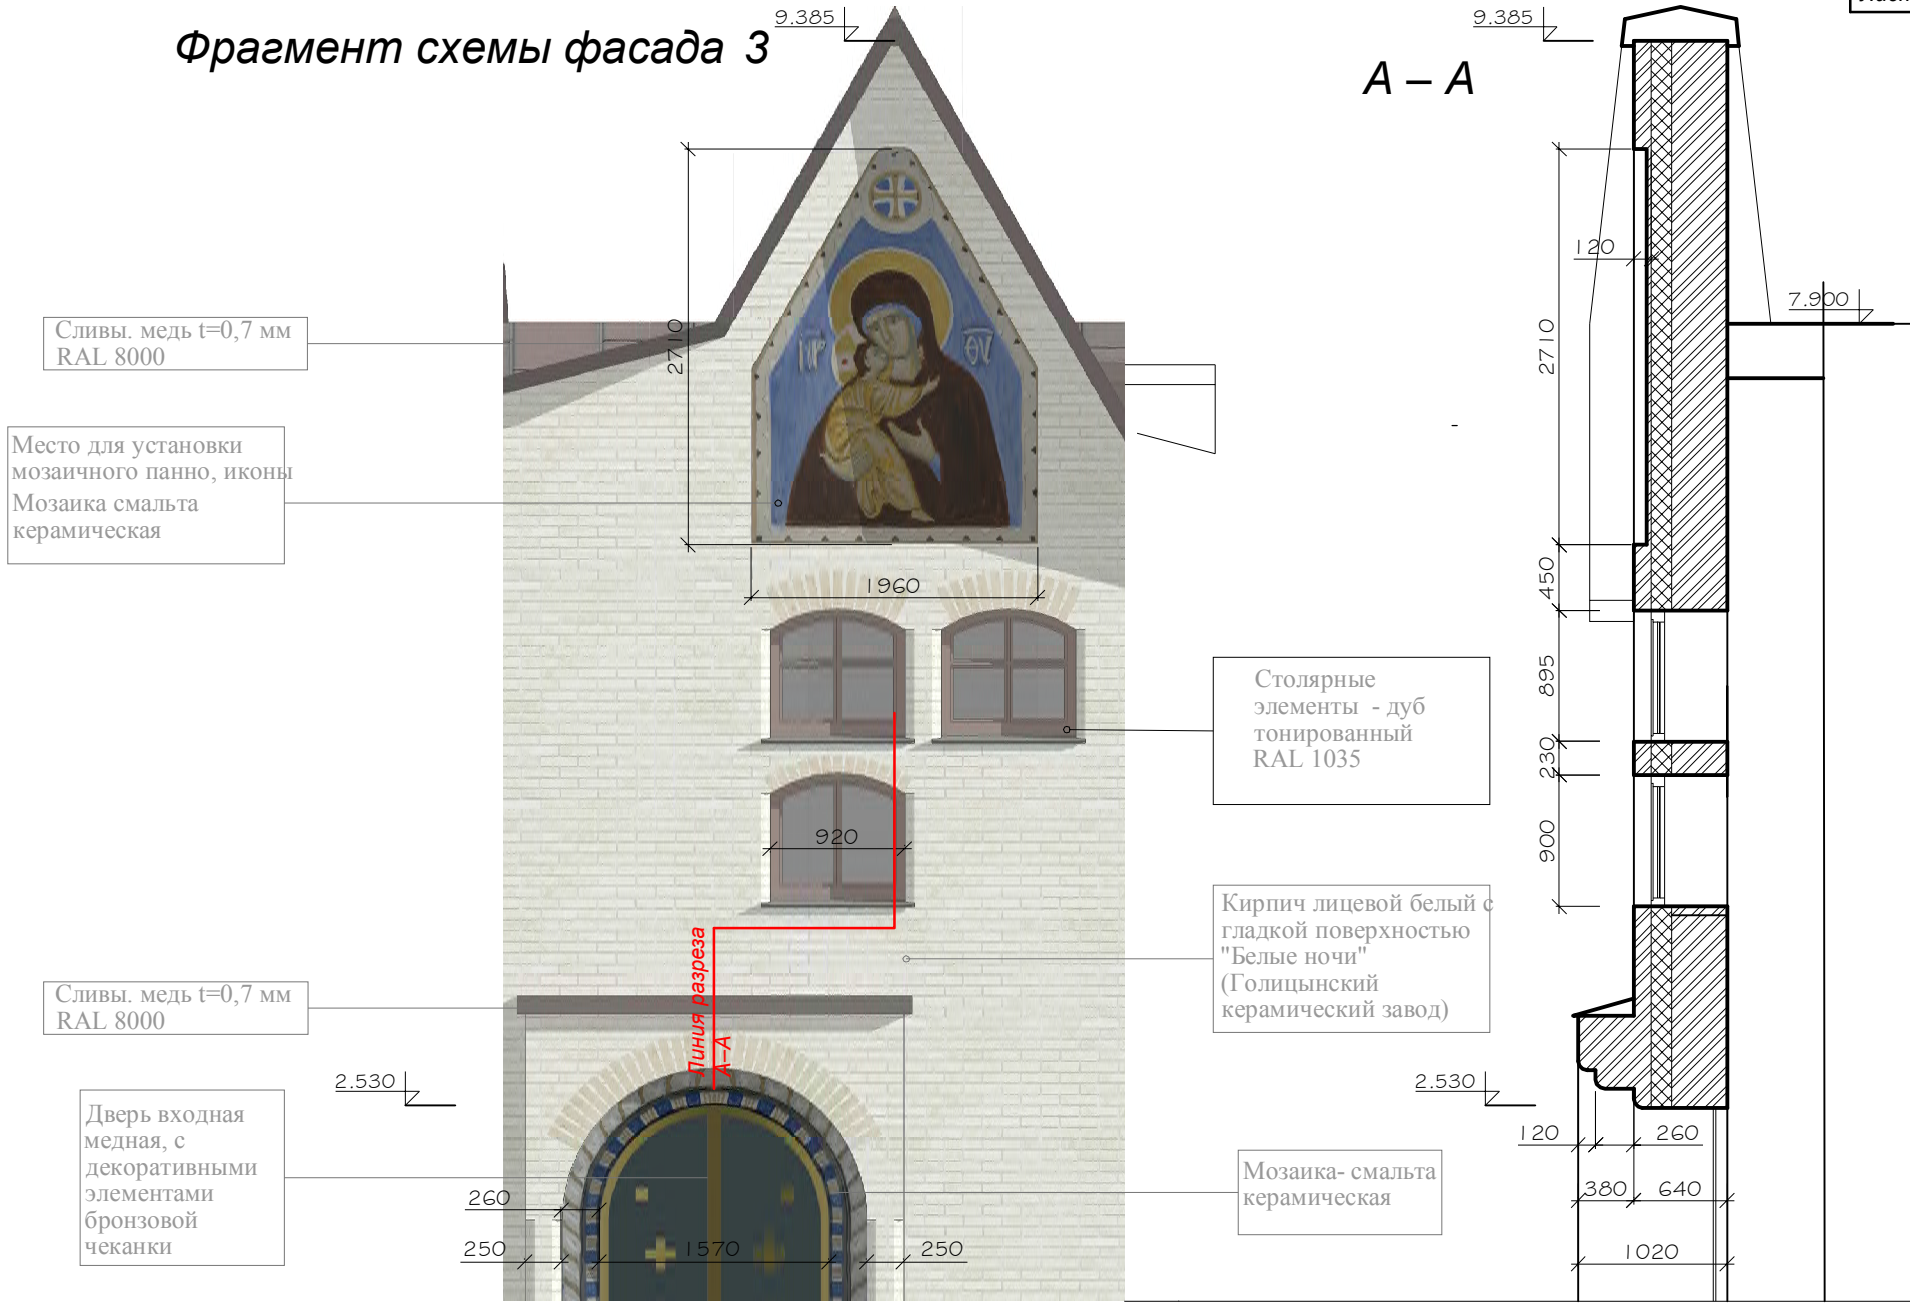 Фрагмент схемы фасада 3
9.385
9.385
А – А
Сливы. медь t=0,7 мм
RAL 8000
Место для установки
мозаичного панно, иконы
Мозаика смальта
керамическая
2710
1960
920
Линия разреза
А–А
Сливы. медь t=0,7 мм
RAL 8000
2.530
Дверь входная
медная, с
декоративными
элементами
бронзовой
чеканки
260
250
1570
250
Столярные
элементы - дуб
тонированный
RAL 1035
Кирпич лицевой белый с
гладкой поверхностью
"Белые ночи"
(Голицынский
керамический завод)
Мозаика- смальта
керамическая
120
7.900
2710
450
895
230
900
2.530
120
260
380
640
1020